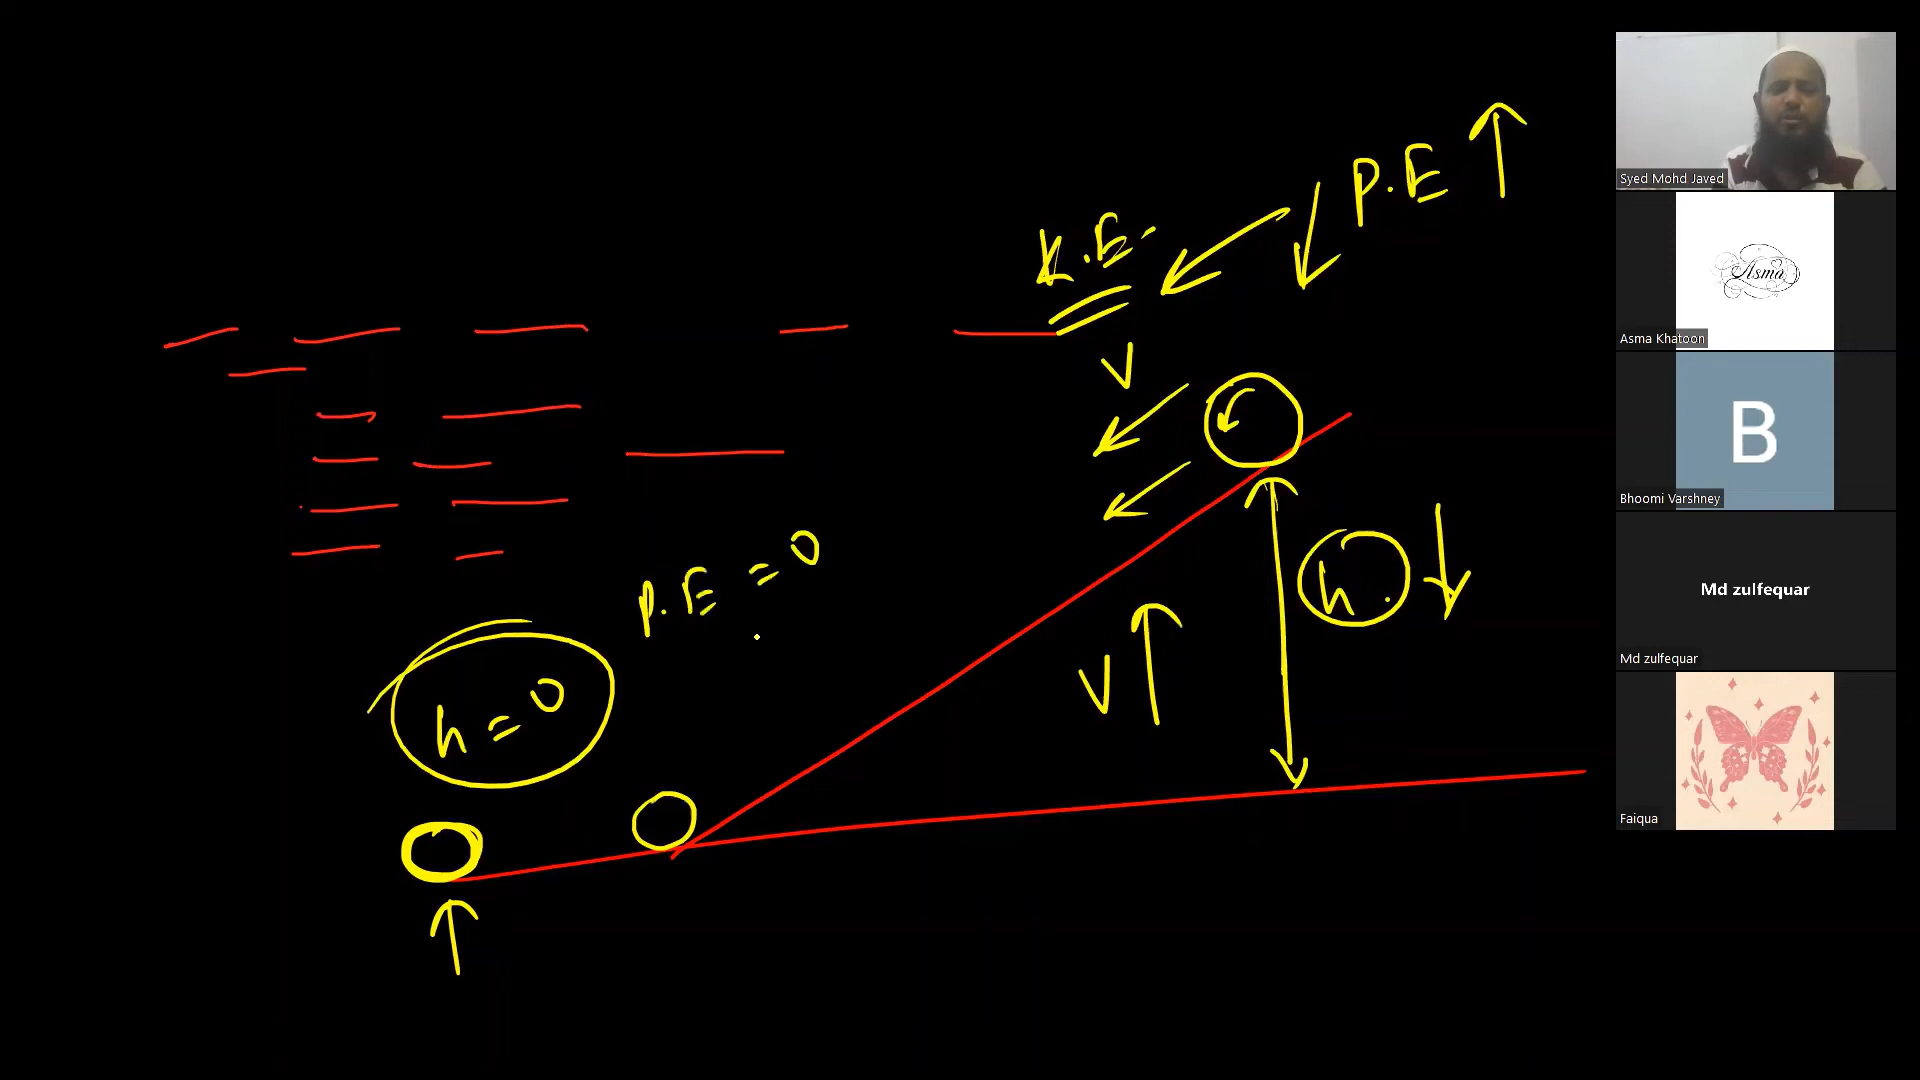 P.E ↑
K.E.
V
h.
P.E = 0
V ↑
h = 0
Syed Mohd Javed
Asma
Asma Khatoon
B
Bhoomi Varshney
Md zulfequar
Md zulfequar
Faiqua